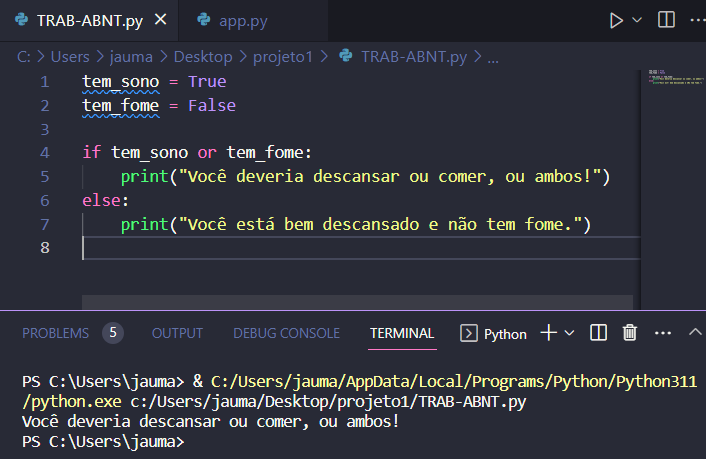 TRAB-ABNT.py app.py
C: > Users > jauma > Desktop > projeto1 > TRAB-ABNT.py > ...
1 tem_sono = True
2 tem_fome = False
3
4 if tem_sono or tem_fome:
5 print("Você deveria descansar ou comer, ou ambos!")
6 else:
7 print("Você está bem descansado e não tem fome.")
8
PROBLEMS 5 OUTPUT DEBUG CONSOLE TERMINAL Python
PS C:\Users\jauma> & C:/Users/jauma/AppData/Local/Programs/Python/Python311
/python.exe c:/Users/jauma/Desktop/projeto1/TRAB-ABNT.py
Você deveria descansar ou comer, ou ambos!
PS C:\Users\jauma>